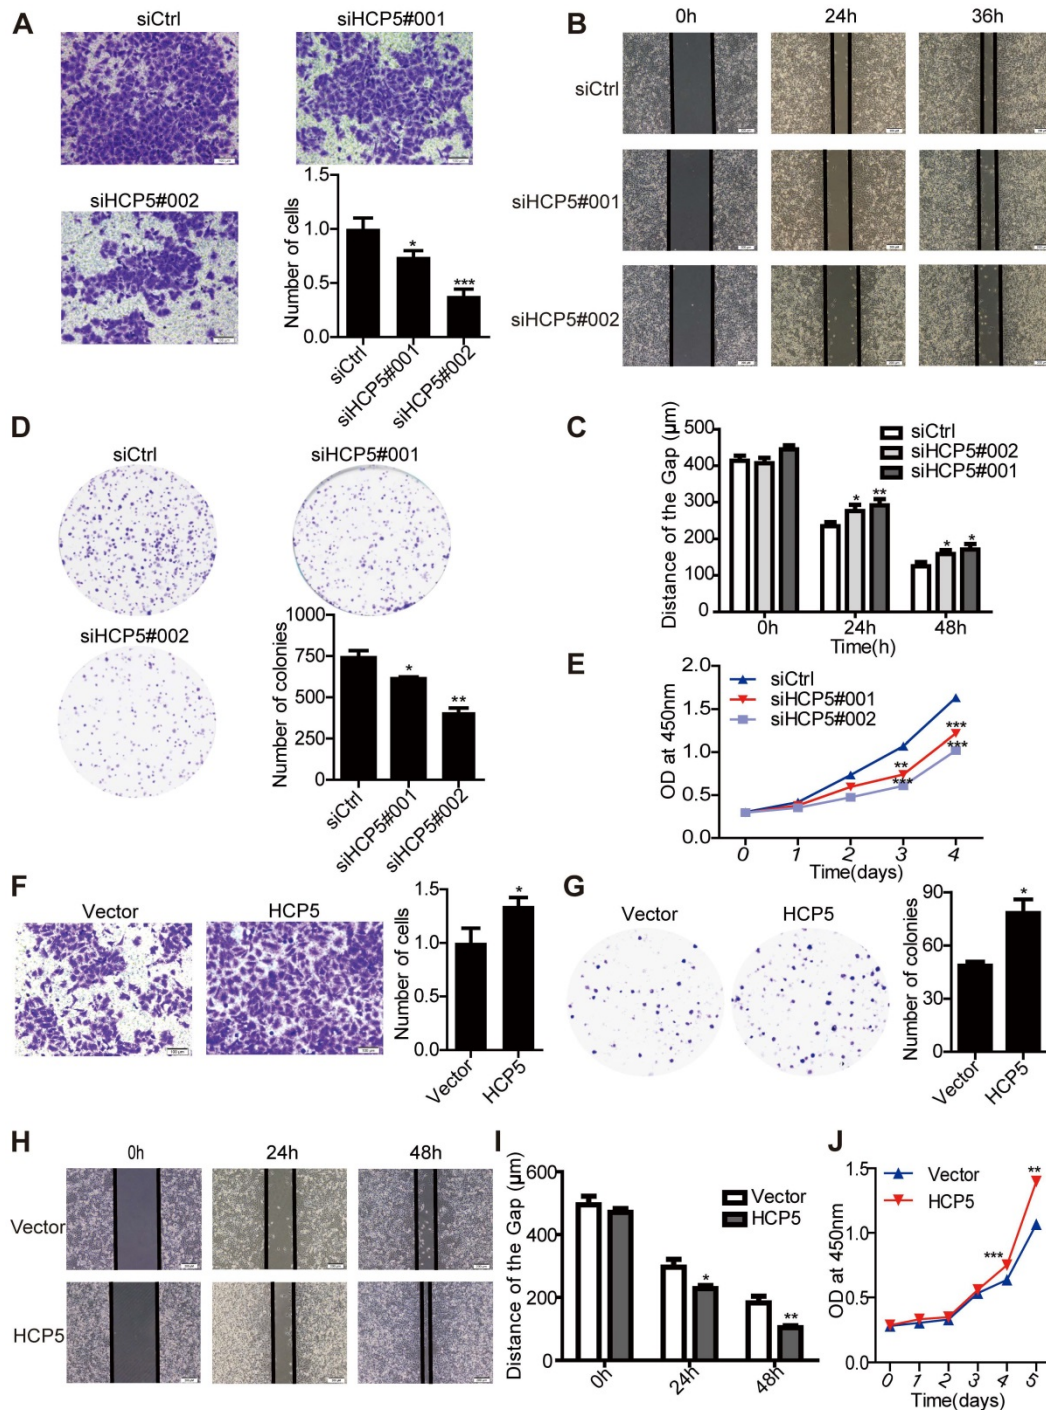 A
siCtrl
siHCP5#001
siHCP5#002
Number of cells
1.5
1.0
0.5
0.0
*
***
siCtrl
siHCP5#001
siHCP5#002
B
0h 24h 36h
siCtrl
siHCP5#001
siHCP5#002
D
siCtrl
siHCP5#001
siHCP5#002
Number of colonies
1000
750
500
250
0
*
**
siCtrl
siHCP5#001
siHCP5#002
C
Distance of the Gap (μm)
500
400
300
200
100
0
siCtrl
siHCP5#002
siHCP5#001
* **
* *
0h 24h 48h
Time(h)
E
OD at 450nm
2.0
1.5
1.0
0.5
0.0
siCtrl
siHCP5#001
siHCP5#002
**
***
***
***
0 1 2 3 4
Time(days)
F
Vector HCP5
Number of cells
1.5
1.0
0.5
0.0
*
Vector
HCP5
G
Vector HCP5
Number of colonies
90
60
30
0
*
Vector
HCP5
H
0h 24h 48h
Vector
HCP5
I
Distance of the Gap (μm)
600
400
200
0
Vector
HCP5
*
**
0h 24h 48h
J
OD at 450nm
1.5
1.0
0.5
0.0
Vector
HCP5
***
**
0 1 2 3 4 5
Time(days)